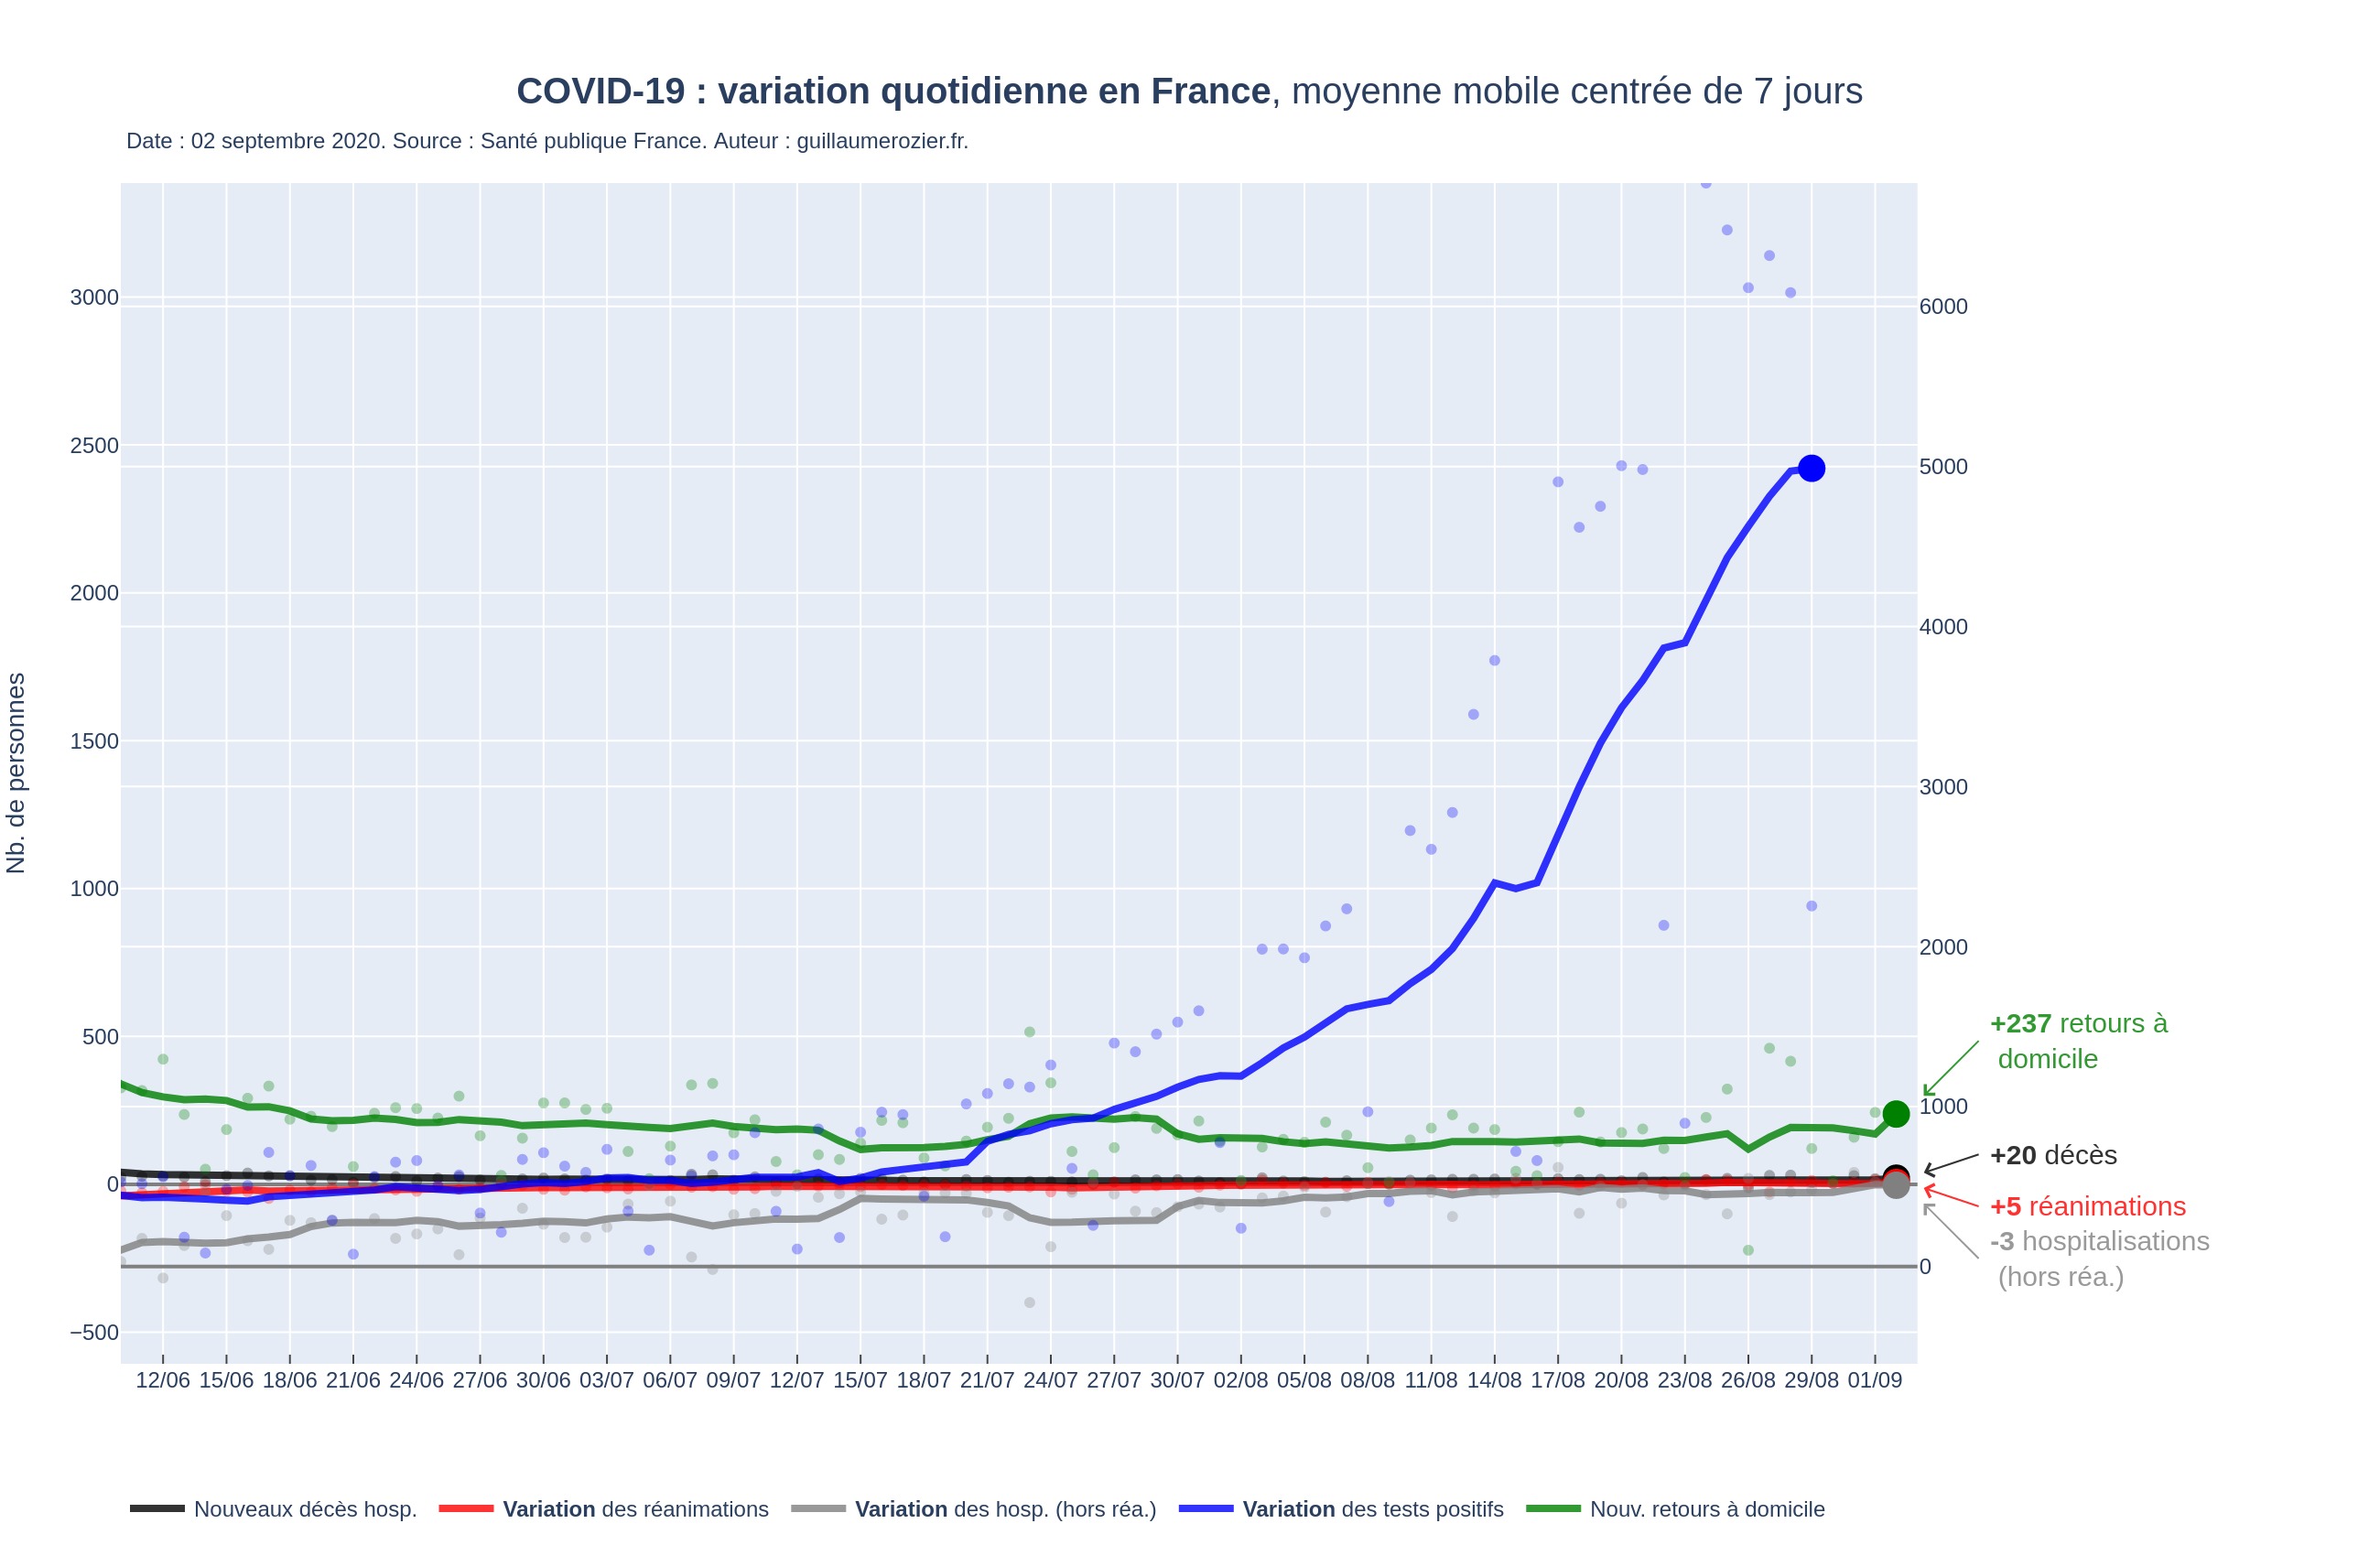 COVID-19 : variation quotidienne en France, moyenne mobile centrée de 7 jours
Date : 02 septembre 2020. Source : Santé publique France. Auteur : guillaumerozier.fr.
Nb. de personnes
3000
2500
2000
1500
1000
500
0
−500
6000
5000
4000
3000
2000
1000
0
+237 retours à
domicile
+20 décès
+5 réanimations
-3 hospitalisations
(hors réa.)
12/06 15/06 18/06 21/06 24/06 27/06 30/06 03/07 06/07 09/07 12/07 15/07 18/07 21/07 24/07 27/07 30/07 02/08 05/08 08/08 11/08 14/08 17/08 20/08 23/08 26/08 29/08 01/09
Nouveaux décès hosp. Variation des réanimations Variation des hosp. (hors réa.) Variation des tests positifs Nouv. retours à domicile